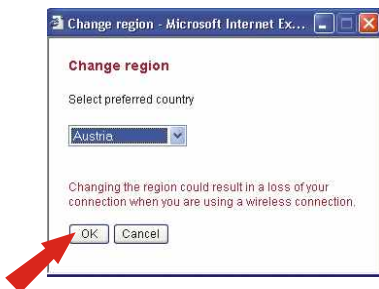 Change region - Microsoft Internet Ex...
Change region
Select preferred country
Austria
Changing the region could result in a loss of your
connection when you are using a wireless connection.
OK Cancel